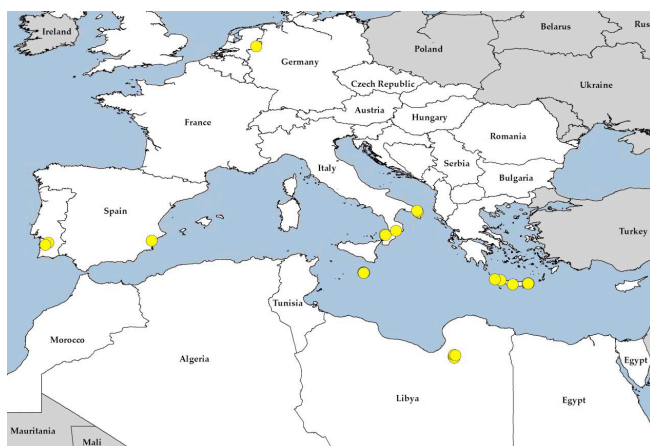 Ireland
Belarus
Rus
Poland
Germany
Ukraine
Czech Republic
Austria
France
Hungary
Romania
Italy
Serbia
Bulgaria
Spain
Turkey
Tunisia
Morocco
Algeria
Egypt
Libya
Egypt
Mauritania
Mali